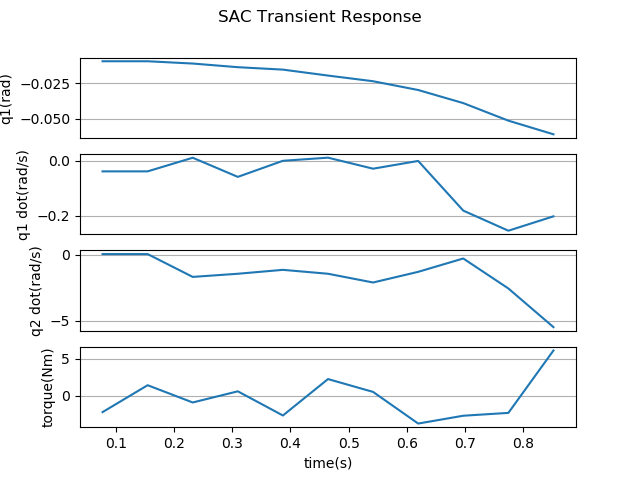 SAC Transient Response
q1(rad)
−0.025
−0.050
q1 dot(rad/s)
0.0
−0.2
q2 dot(rad/s)
0
−5
torque(Nm)
5
0
0.1 0.2 0.3 0.4 0.5 0.6 0.7 0.8
time(s)